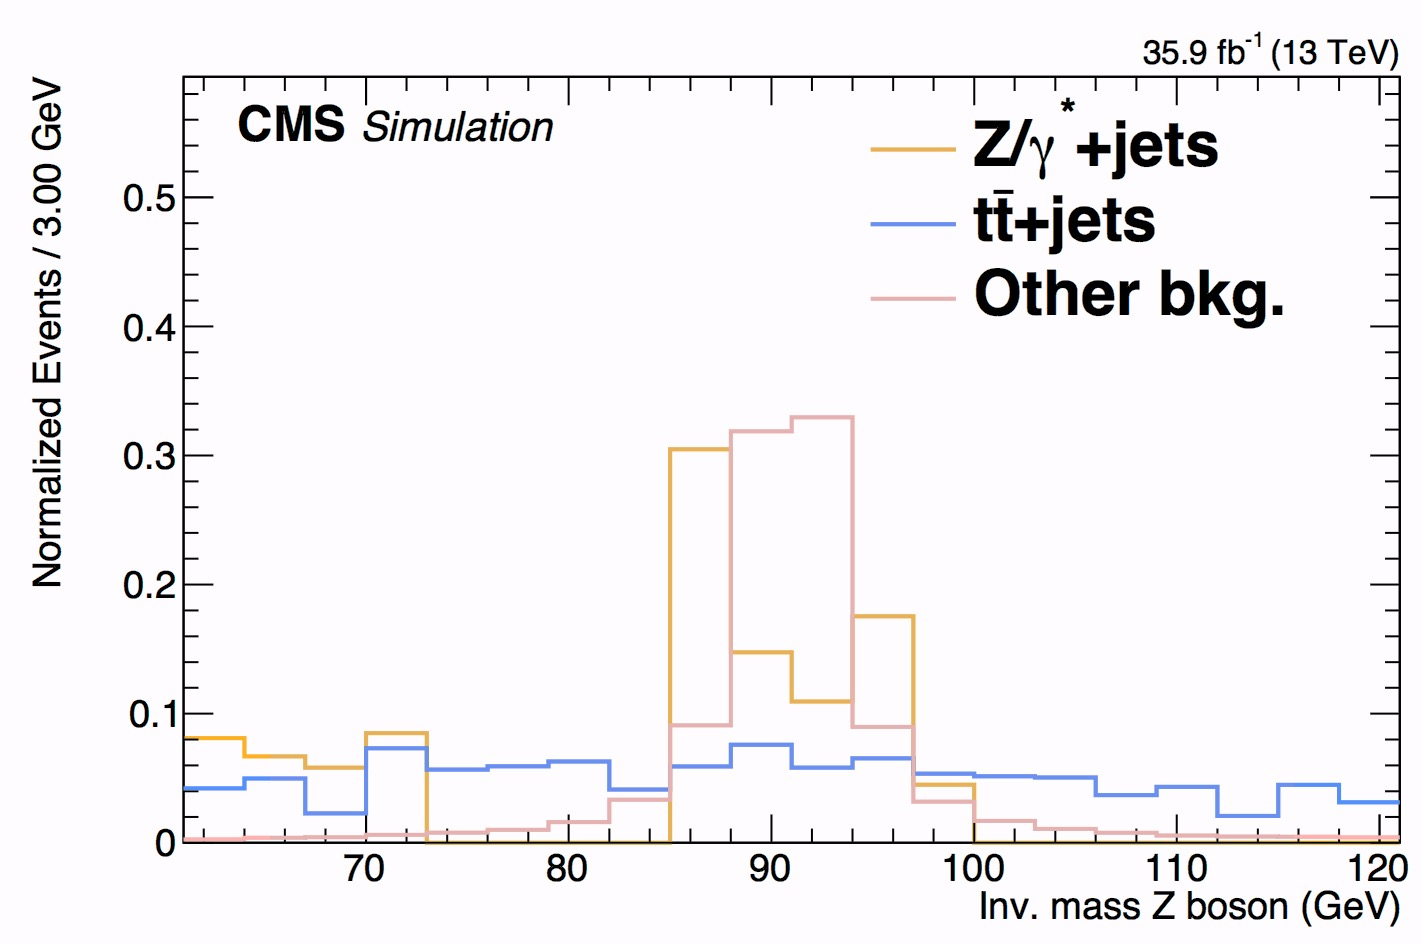 35.9 fb⁻¹ (13 TeV)
CMS Simulation
Z/γ*+jets
tt̄+jets
Other bkg.
Normalized Events / 3.00 GeV
0.5
0.4
0.3
0.2
0.1
0
70 80 90 100 110 120
Inv. mass Z boson (GeV)